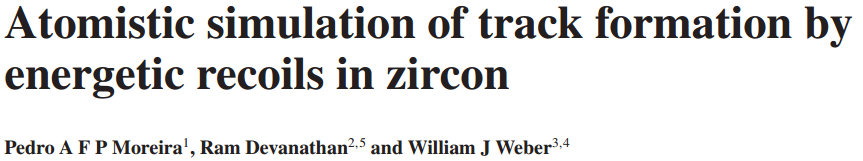 Atomistic simulation of track formation by
energetic recoils in zircon
Pedro A F P Moreira1, Ram Devanathan2,5 and William J Weber3,4